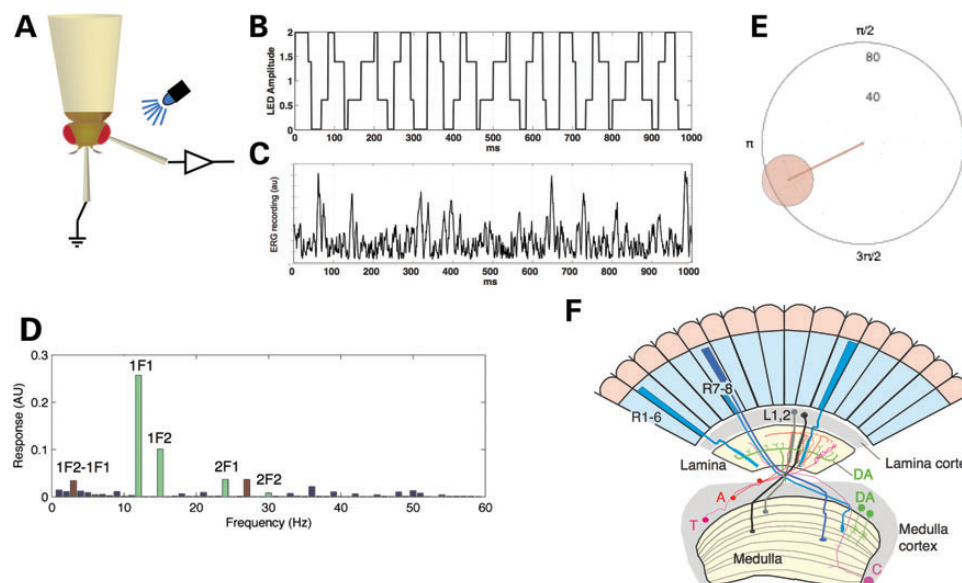 A
B
LED Amplitude
2
1.5
1
0.5
0
0 100 200 300 400 500 600 700 800 900 1000
ms
C
ERG recording (au)
0 100 200 300 400 500 600 700 800 900 1000
ms
E
π/2
80
40
π
3π/2
D
Response (AU)
0.3
0.2
0.1
0
1F1
1F2
1F2-1F1
2F1
2F2
0 10 20 30 40 50 60
Frequency (Hz)
F
R7-8
R1-6
L1,2
Lamina
Lamina corte
DA
A
DA
T
Medulla
cortex
Medulla
C